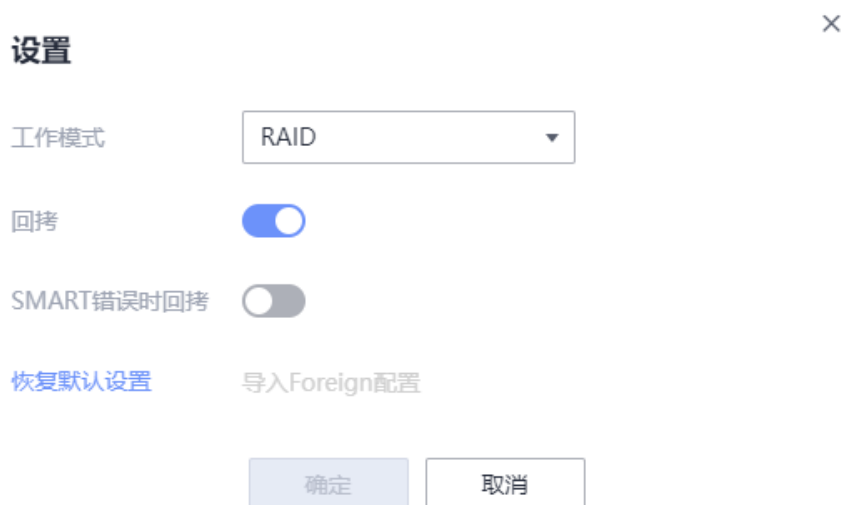 设置
工作模式 RAID
回拷
SMART错误时回拷
恢复默认设置 导入Foreign配置
确定 取消